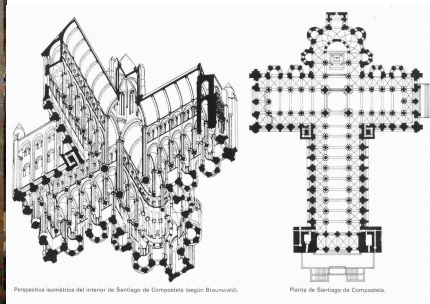 Perspectiva isométrica del interior de Santiago de Compostela (según Braunwald).
Planta de Santiago de Compostela.